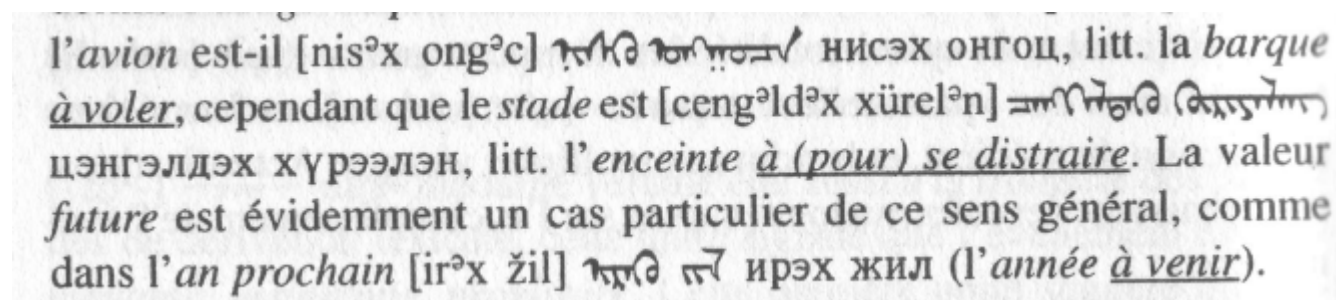 l'avion est-il [nisᵊx ongᵊc] нисэх онгоц, litt. la barque
à voler, cependant que le stade est [cengᵊldᵊx xürelᵊn]
цэнгэлдэх хүрээлэн, litt. l'enceinte à (pour) se distraire. La valeur
future est évidemment un cas particulier de ce sens général, comme
dans l'an prochain [irᵊx žil] ирэх жил (l'année à venir).